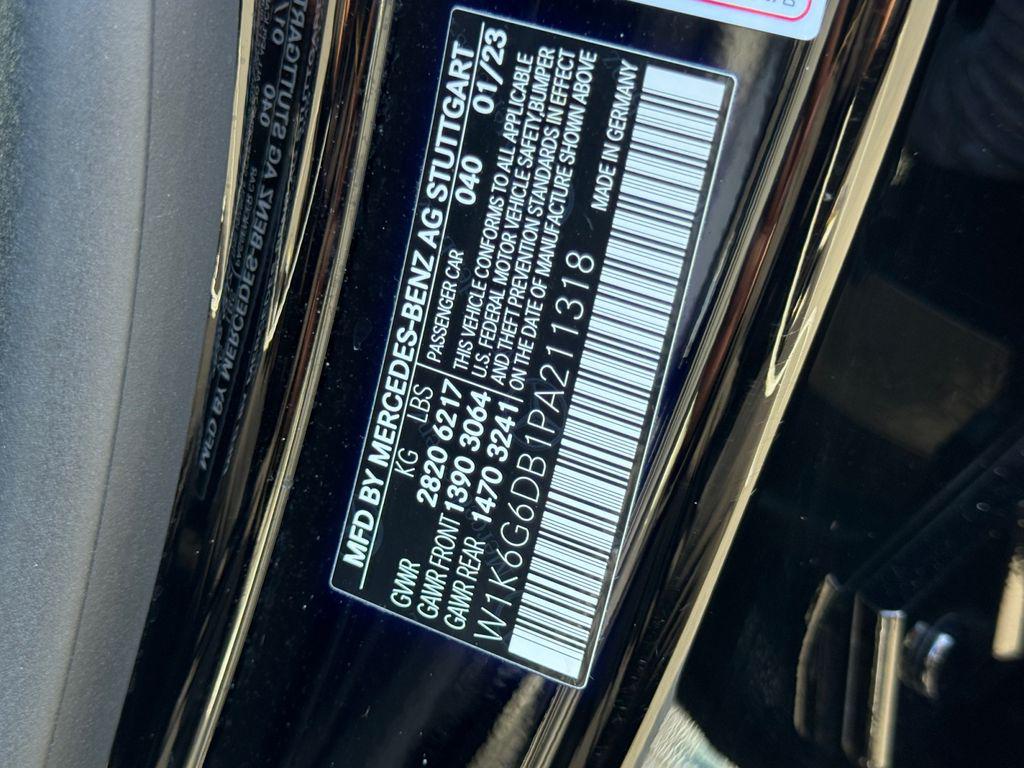 MFD BY MERCEDES-BENZ AG STUTTGART
KG LBS 040 01/23
GVWR 2820 6217 PASSENGER CAR
GAWR FRONT 1390 3064 THIS VEHICLE CONFORMS TO ALL APPLICABLE
U.S. FEDERAL MOTOR VEHICLE SAFETY,BUMPER
GAWR REAR 1470 3241 AND THEFT PREVENTION STANDARDS IN EFFECT
ON THE DATE OF MANUFACTURE SHOWN ABOVE
MADE IN GERMANY
W1K6G6DB1PA211318